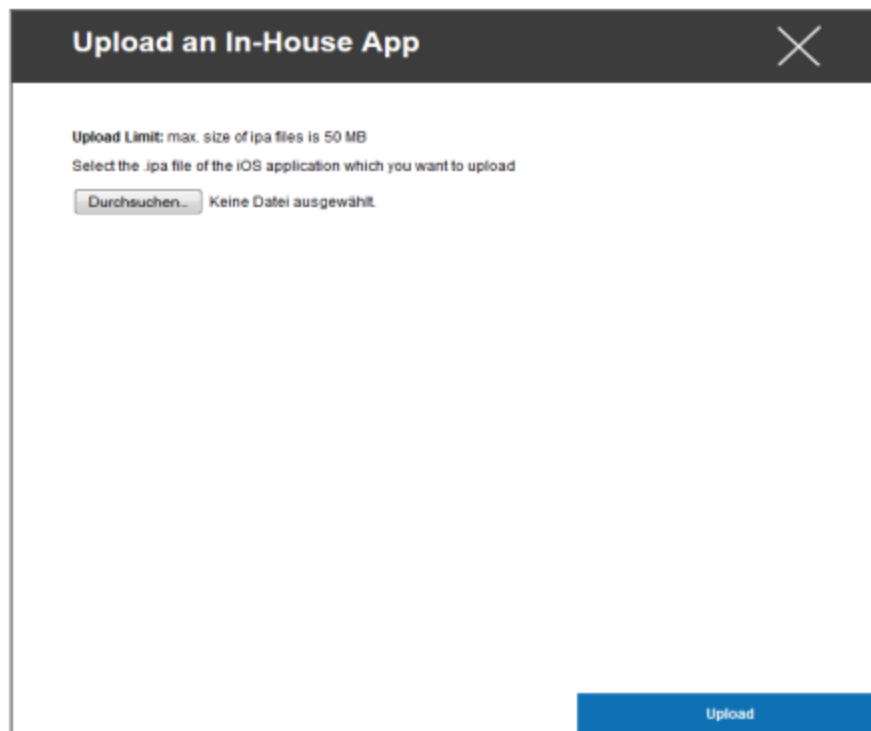 Upload an In-House App
Upload Limit: max. size of ipa files is 50 MB
Select the .ipa file of the iOS application which you want to upload
Durchsuchen... Keine Datei ausgewählt.
Upload